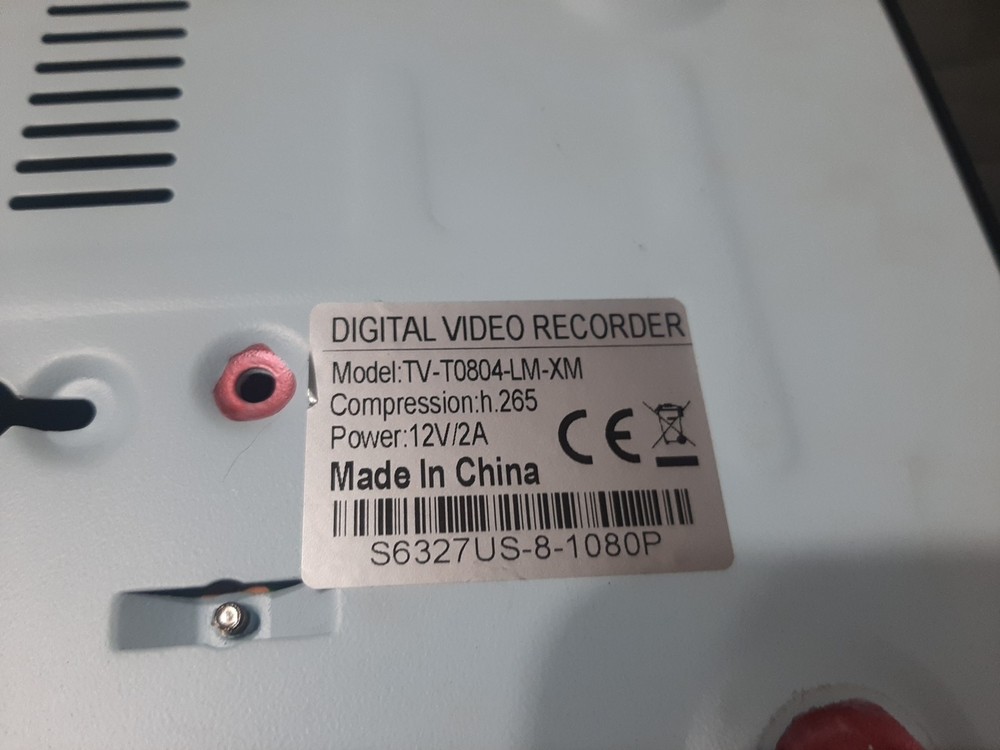 DIGITAL VIDEO RECORDER
Model:TV-T0804-LM-XM
Compression:h.265
Power:12V/2A
CE
Made In China
S6327US-8-1080P